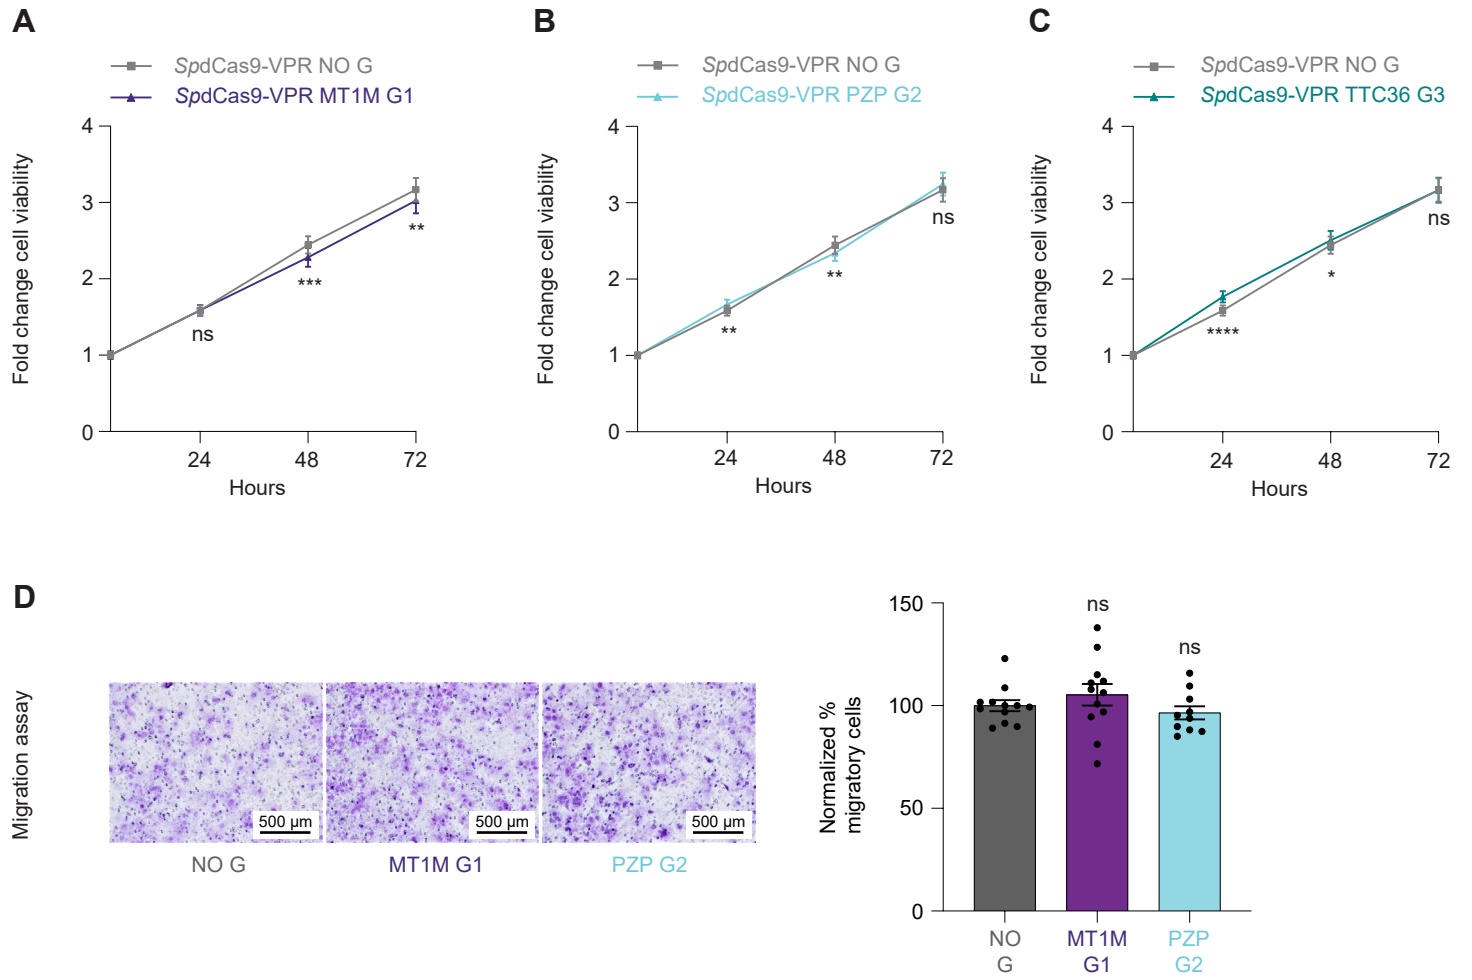 A
SpdCas9-VPR NO G
SpdCas9-VPR MT1M G1
Fold change cell viability
4
3
2
1
0
ns
***
**
24
48
72
Hours
B
SpdCas9-VPR NO G
SpdCas9-VPR PZP G2
Fold change cell viability
4
3
2
1
0
**
**
ns
24
48
72
Hours
C
SpdCas9-VPR NO G
SpdCas9-VPR TTC36 G3
Fold change cell viability
4
3
2
1
0
****
*
ns
24
48
72
Hours
D
Migration assay
500 µm
500 µm
500 µm
NO G
MT1M G1
PZP G2
Normalized %
migratory cells
150
100
50
0
ns
ns
NO
G
MT1M
G1
PZP
G2